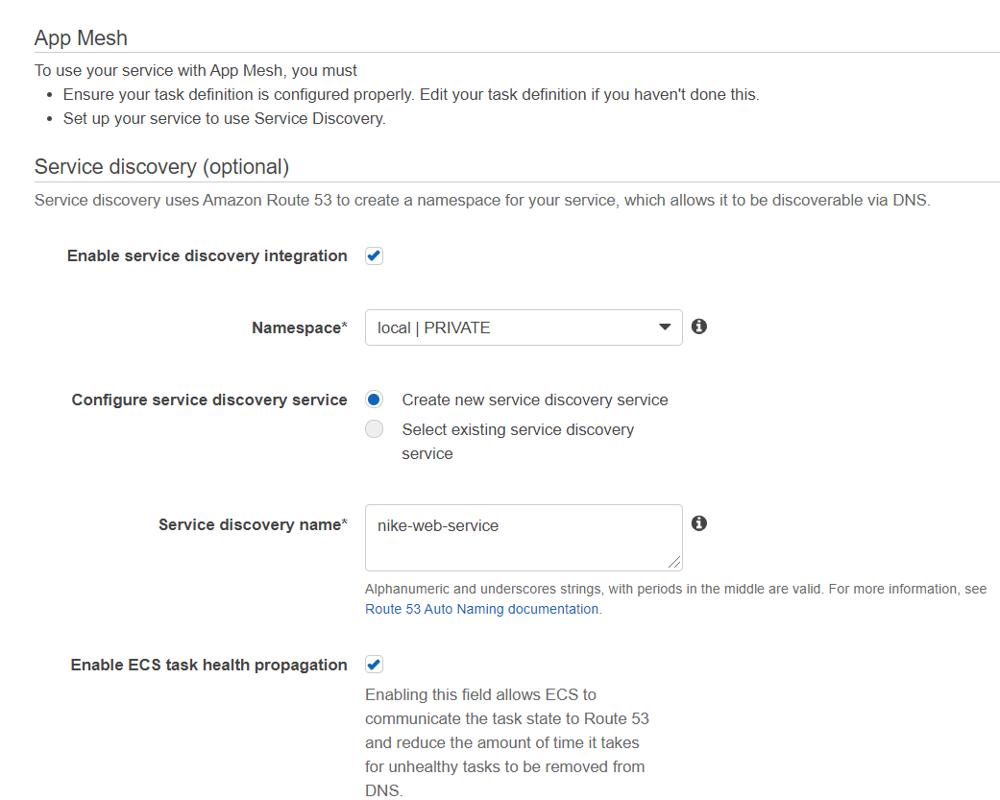 App Mesh
To use your service with App Mesh, you must
• Ensure your task definition is configured properly. Edit your task definition if you haven't done this.
• Set up your service to use Service Discovery.
Service discovery (optional)
Service discovery uses Amazon Route 53 to create a namespace for your service, which allows it to be discoverable via DNS.
Enable service discovery integration
Namespace* local | PRIVATE
Configure service discovery service Create new service discovery service
Select existing service discovery
service
Service discovery name* nike-web-service
Alphanumeric and underscores strings, with periods in the middle are valid. For more information, see
Route 53 Auto Naming documentation.
Enable ECS task health propagation
Enabling this field allows ECS to
communicate the task state to Route 53
and reduce the amount of time it takes
for unhealthy tasks to be removed from
DNS.